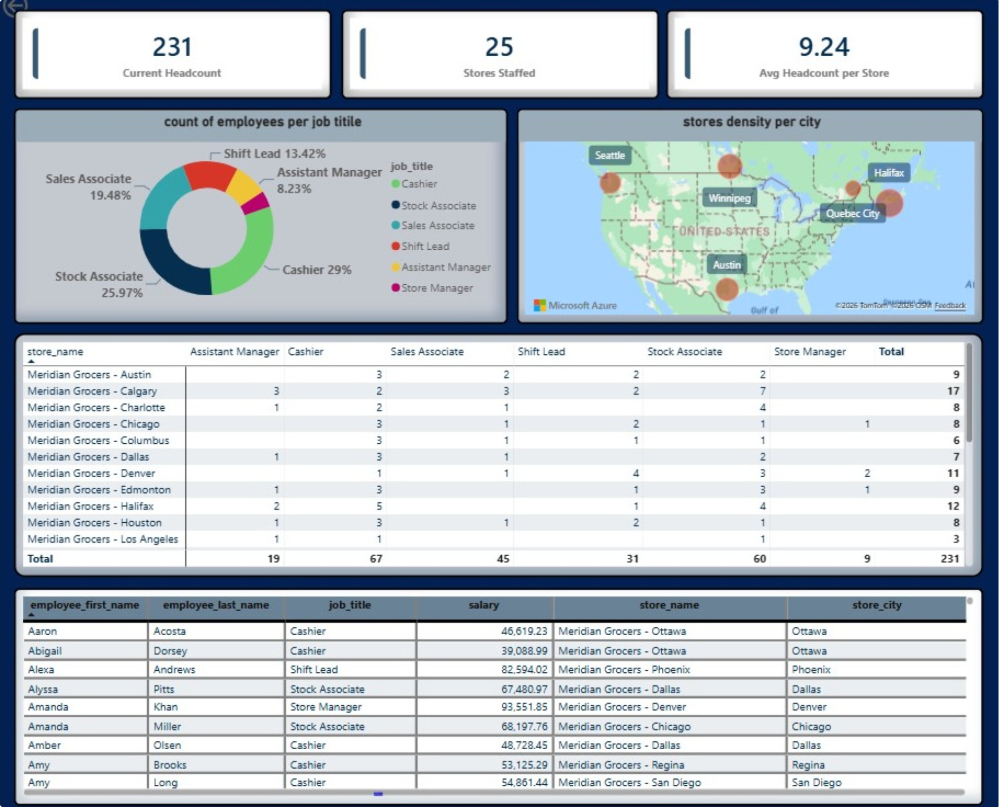 231
Current Headcount
25
Stores Staffed
9.24
Avg Headcount per Store
count of employees per job titile
Shift Lead 13.42%
Assistant Manager
8.23%
Sales Associate
19.48%
Stock Associate
25.97%
Cashier 29%
job_title
Cashier
Stock Associate
Sales Associate
Shift Lead
Assistant Manager
Store Manager
stores density per city
Seattle
Halifax
Winnipeg
Quebec City
UNITED STATES
Austin
Microsoft Azure
Gulf of
©2026 TomTom, ©2026 OSM Feedback
store_name Assistant Manager Cashier Sales Associate Shift Lead Stock Associate Store Manager Total
Meridian Grocers - Austin 3 2 2 2 9
Meridian Grocers - Calgary 3 2 3 2 7 17
Meridian Grocers - Charlotte 1 2 1 4 8
Meridian Grocers - Chicago 3 1 2 1 1 8
Meridian Grocers - Columbus 3 1 1 1 6
Meridian Grocers - Dallas 1 3 1 2 7
Meridian Grocers - Denver 1 1 4 3 2 11
Meridian Grocers - Edmonton 1 3 1 3 1 9
Meridian Grocers - Halifax 2 5 1 4 12
Meridian Grocers - Houston 1 3 1 2 1 8
Meridian Grocers - Los Angeles 1 1 1 3
Total 19 67 45 31 60 9 231
employee_first_name employee_last_name job_title salary store_name store_city
Aaron Acosta Cashier 46,619.23 Meridian Grocers - Ottawa Ottawa
Abigail Dorsey Cashier 39,088.99 Meridian Grocers - Ottawa Ottawa
Alexa Andrews Shift Lead 82,594.02 Meridian Grocers - Phoenix Phoenix
Alyssa Pitts Stock Associate 67,480.97 Meridian Grocers - Dallas Dallas
Amanda Khan Store Manager 93,551.85 Meridian Grocers - Denver Denver
Amanda Miller Stock Associate 68,197.76 Meridian Grocers - Chicago Chicago
Amber Olsen Cashier 48,728.45 Meridian Grocers - Dallas Dallas
Amy Brooks Cashier 53,125.29 Meridian Grocers - Regina Regina
Amy Long Cashier 54,861.44 Meridian Grocers - San Diego San Diego